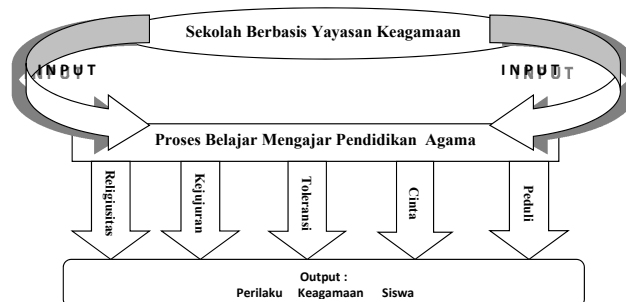 Sekolah Berbasis Yayasan Keagamaan
INPUT
INPUT
Proses Belajar Mengajar Pendidikan Agama
Religiusitas
Kejujuran
Toleransi
Cinta
Peduli
Output :
Perilaku Keagamaan Siswa